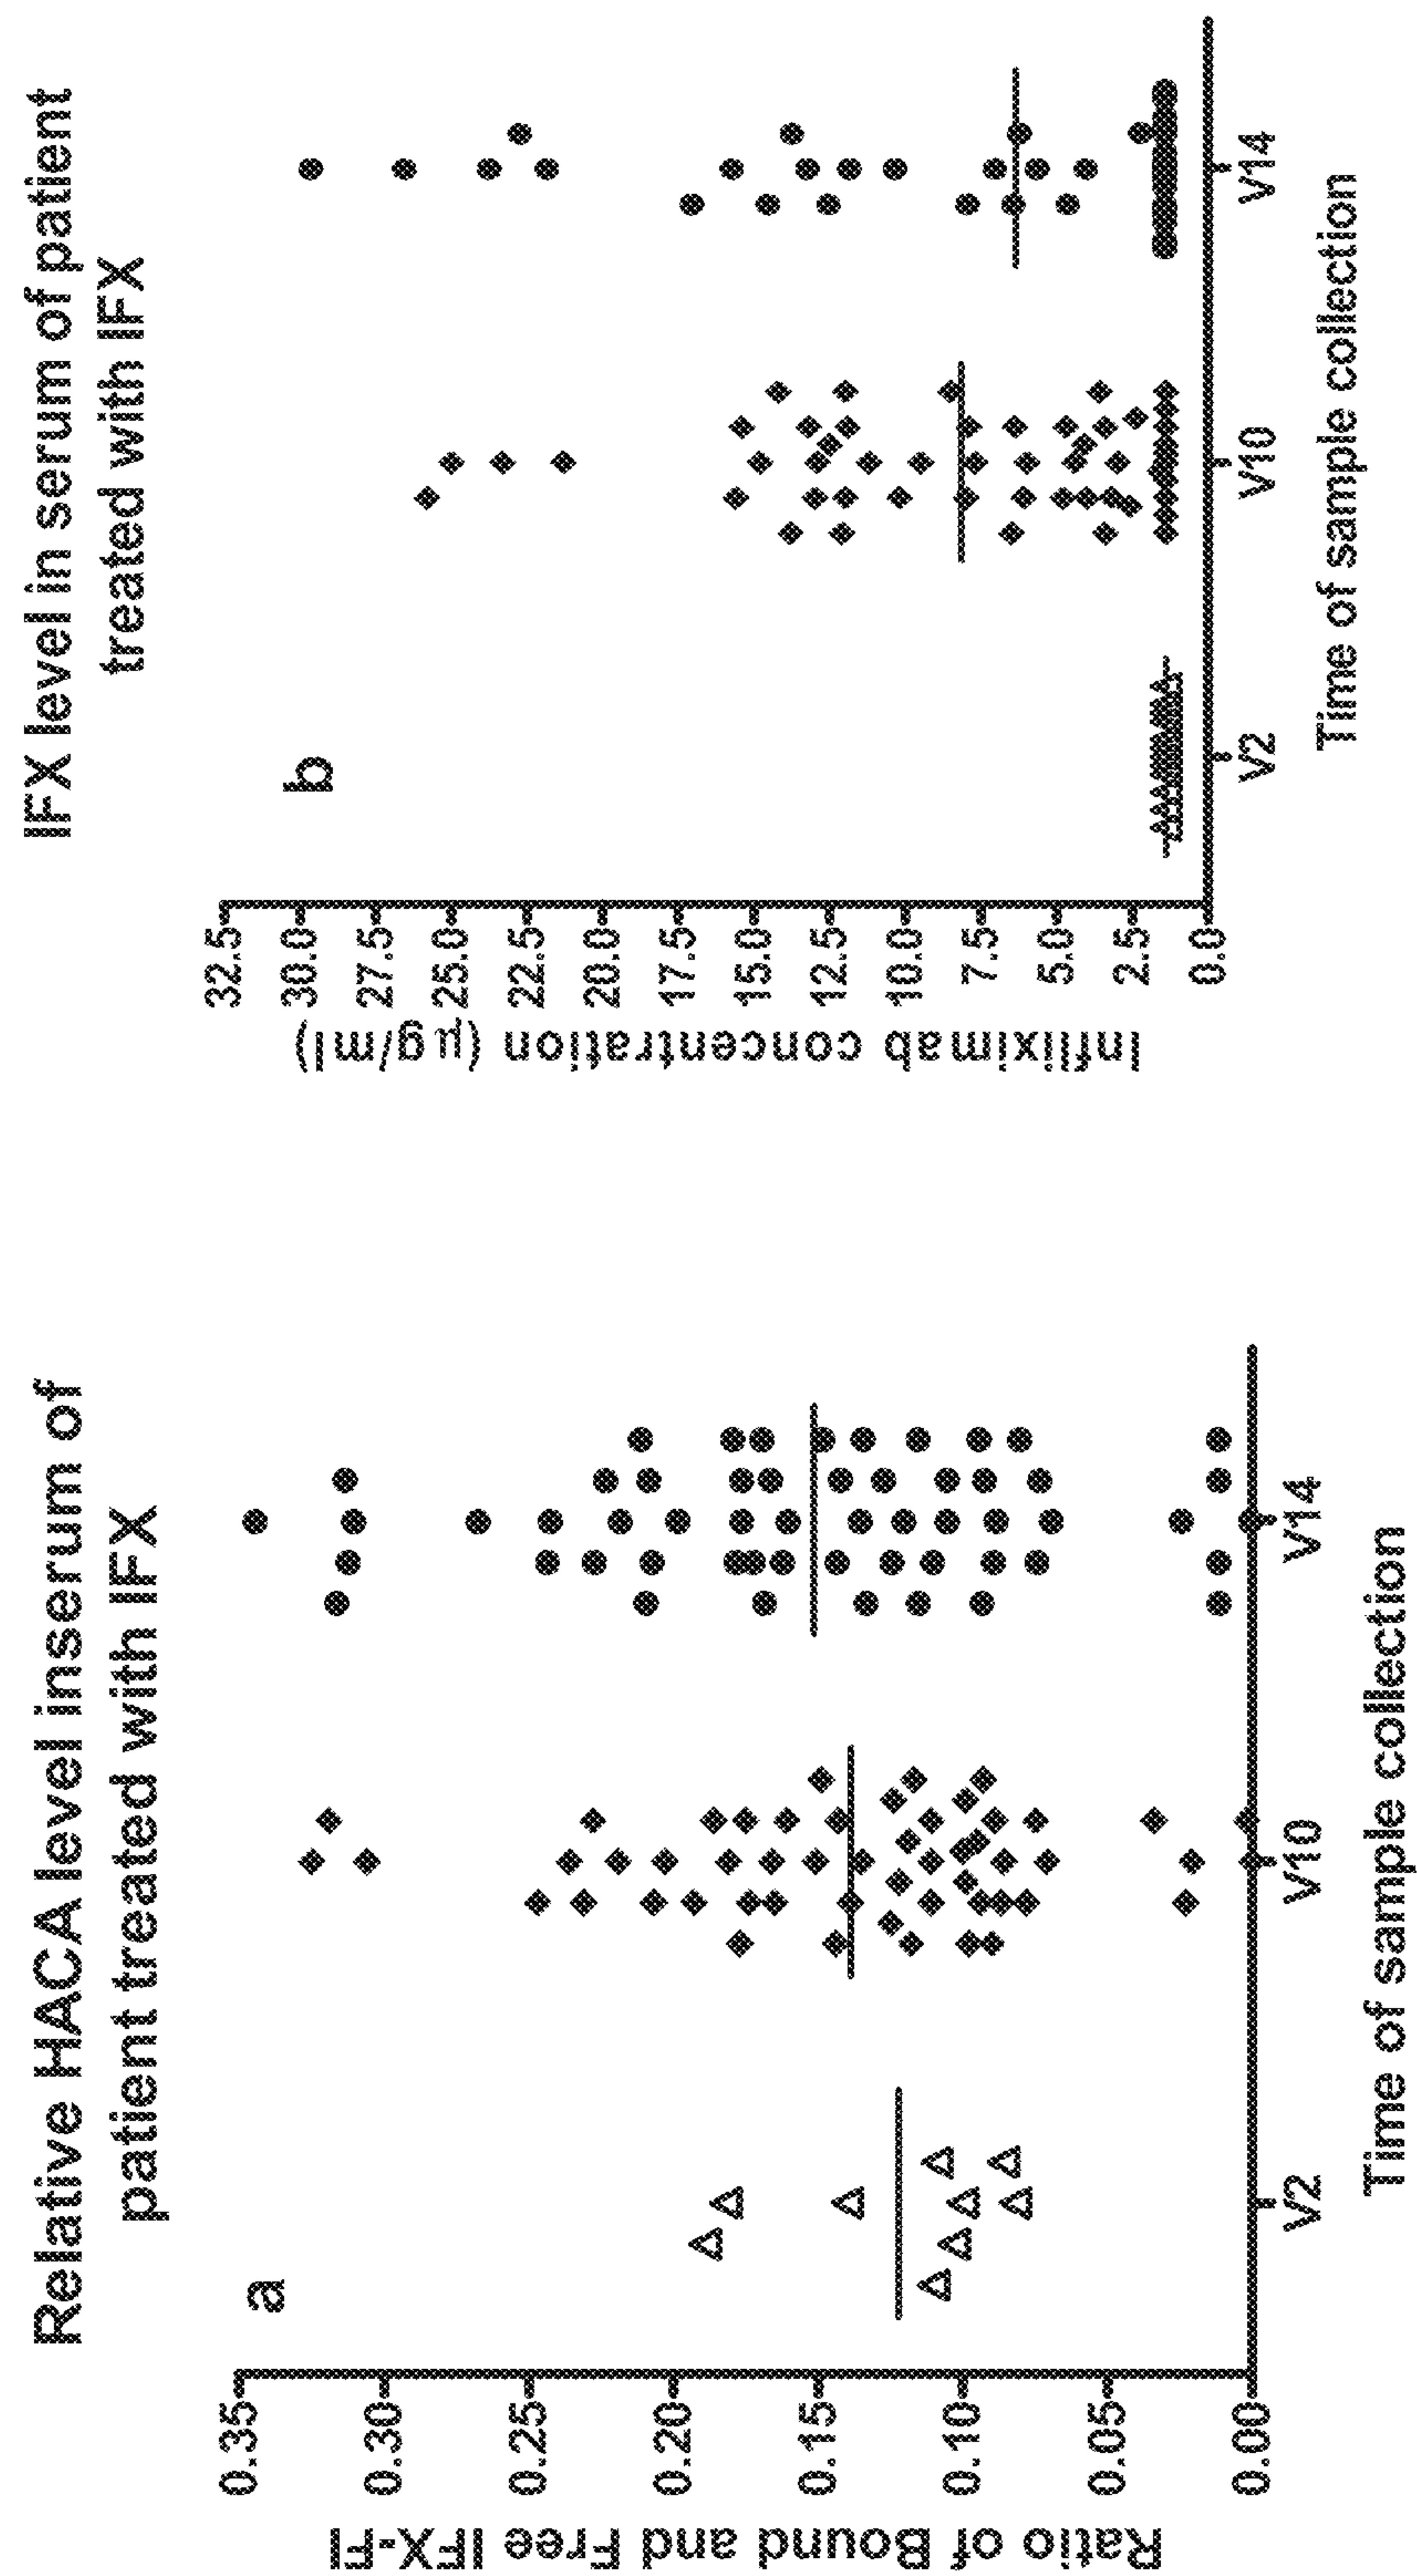 Relative HACA level inserum of
patient treated with IFX
a
Ratio of Bound and Free IFX-Fl
0.35
0.30
0.25
0.20
0.15
0.10
0.05
0.00
V2
V10
V14
Time of sample collection
IFX level in serum of patient
treated with IFX
b
Infliximab concentration (µg/ml)
32.5
30.0
27.5
25.0
22.5
20.0
17.5
15.0
12.5
10.0
7.5
5.0
2.5
0.0
V2
V10
V14
Time of sample collection